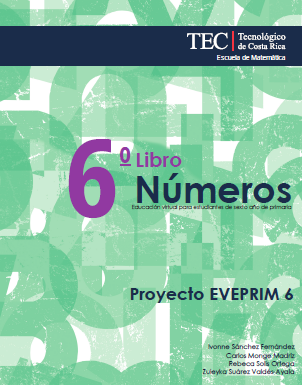 TEC | Tecnológico
de Costa Rica
Escuela de Matemática
6º Libro
Números
Educación virtual para estudiantes de sexto año de primaria
Proyecto EVEPRIM 6
Ivonne Sánchez Fernández
Carlos Monge Madriz
Rebeca Solís Ortega
Zuleyka Suárez Valdés Ayala